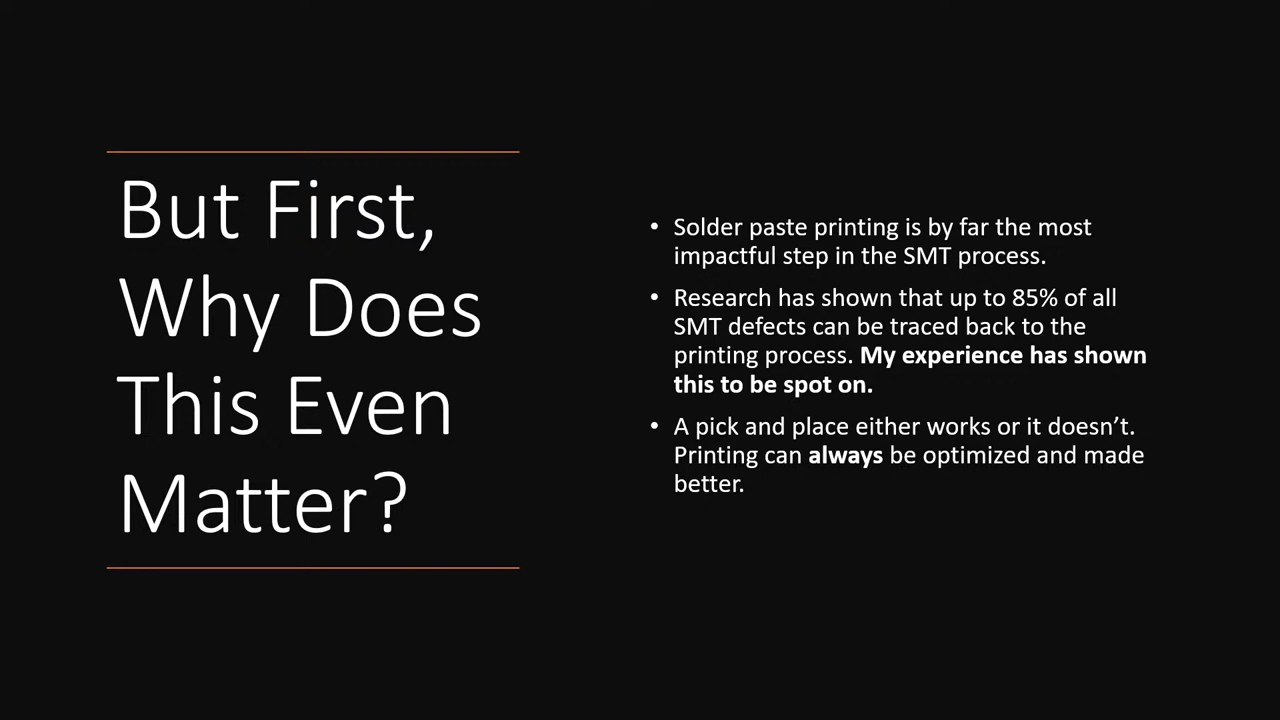 But First,
Why Does
This Even
Matter?
• Solder paste printing is by far the most
impactful step in the SMT process.
• Research has shown that up to 85% of all
SMT defects can be traced back to the
printing process. My experience has shown
this to be spot on.
• A pick and place either works or it doesn’t.
Printing can always be optimized and made
better.